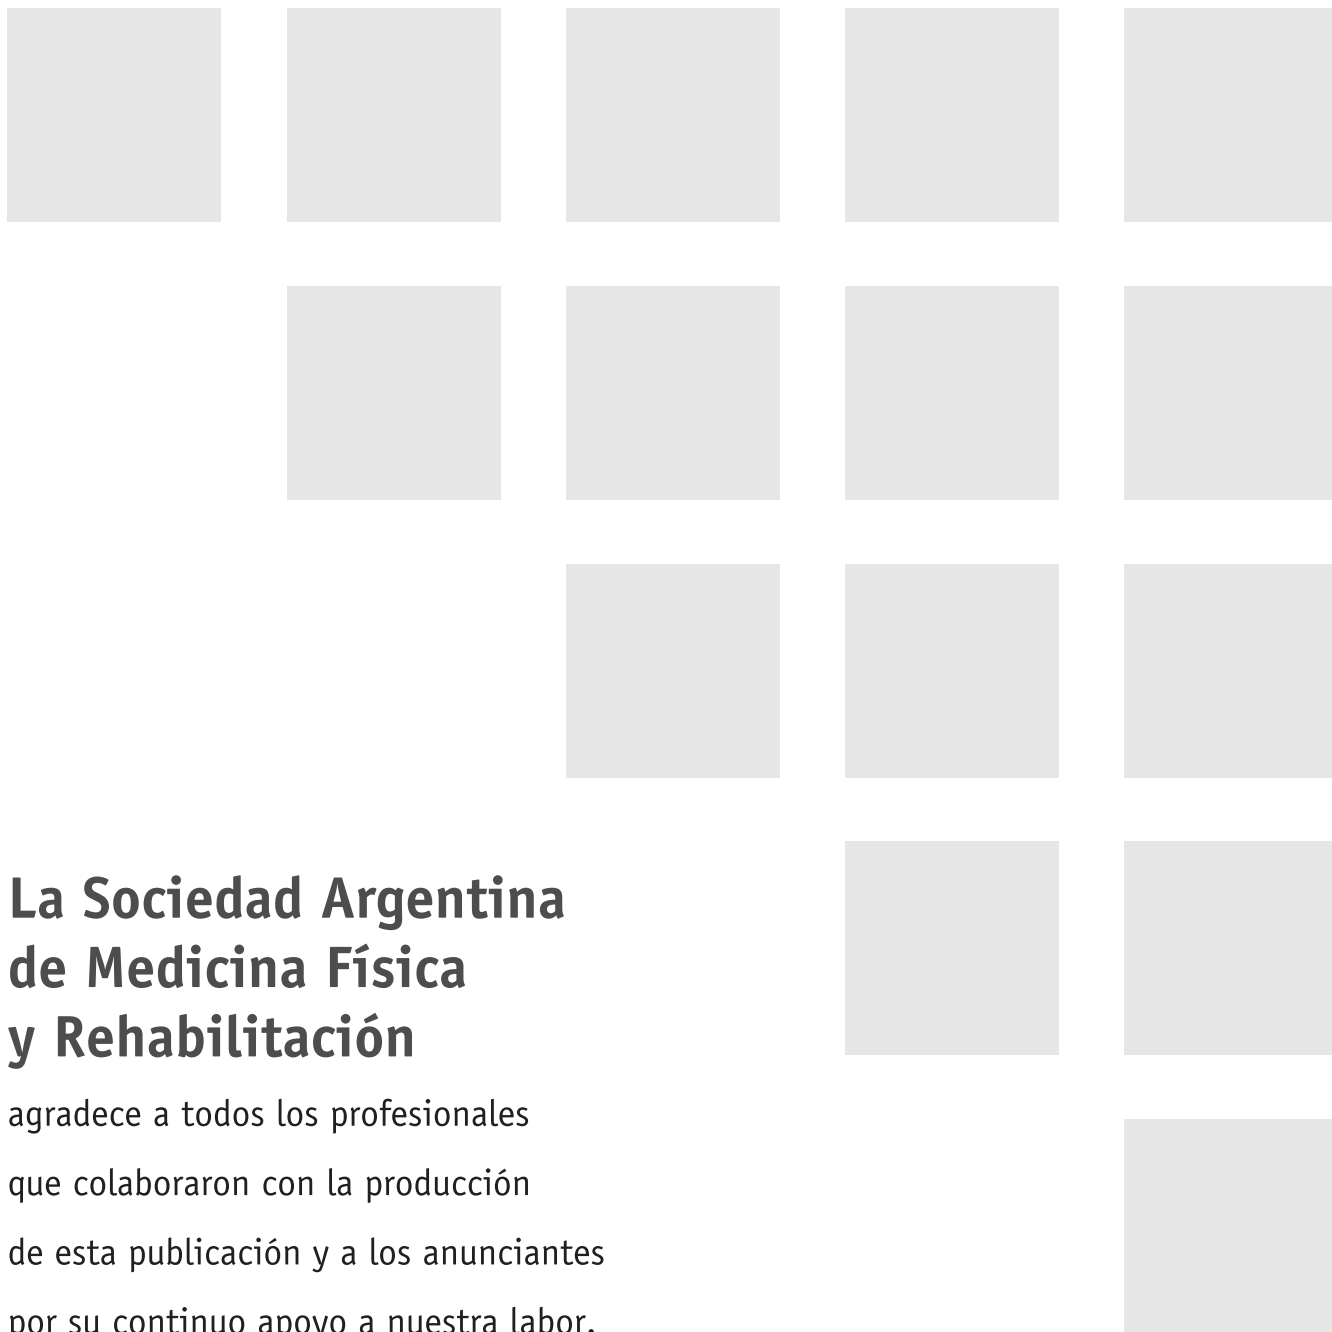 La Sociedad Argentina
de Medicina Física
y Rehabilitación
agradece a todos los profesionales
que colaboraron con la producción
de esta publicación y a los anunciantes
por su continuo apoyo a nuestra labor.